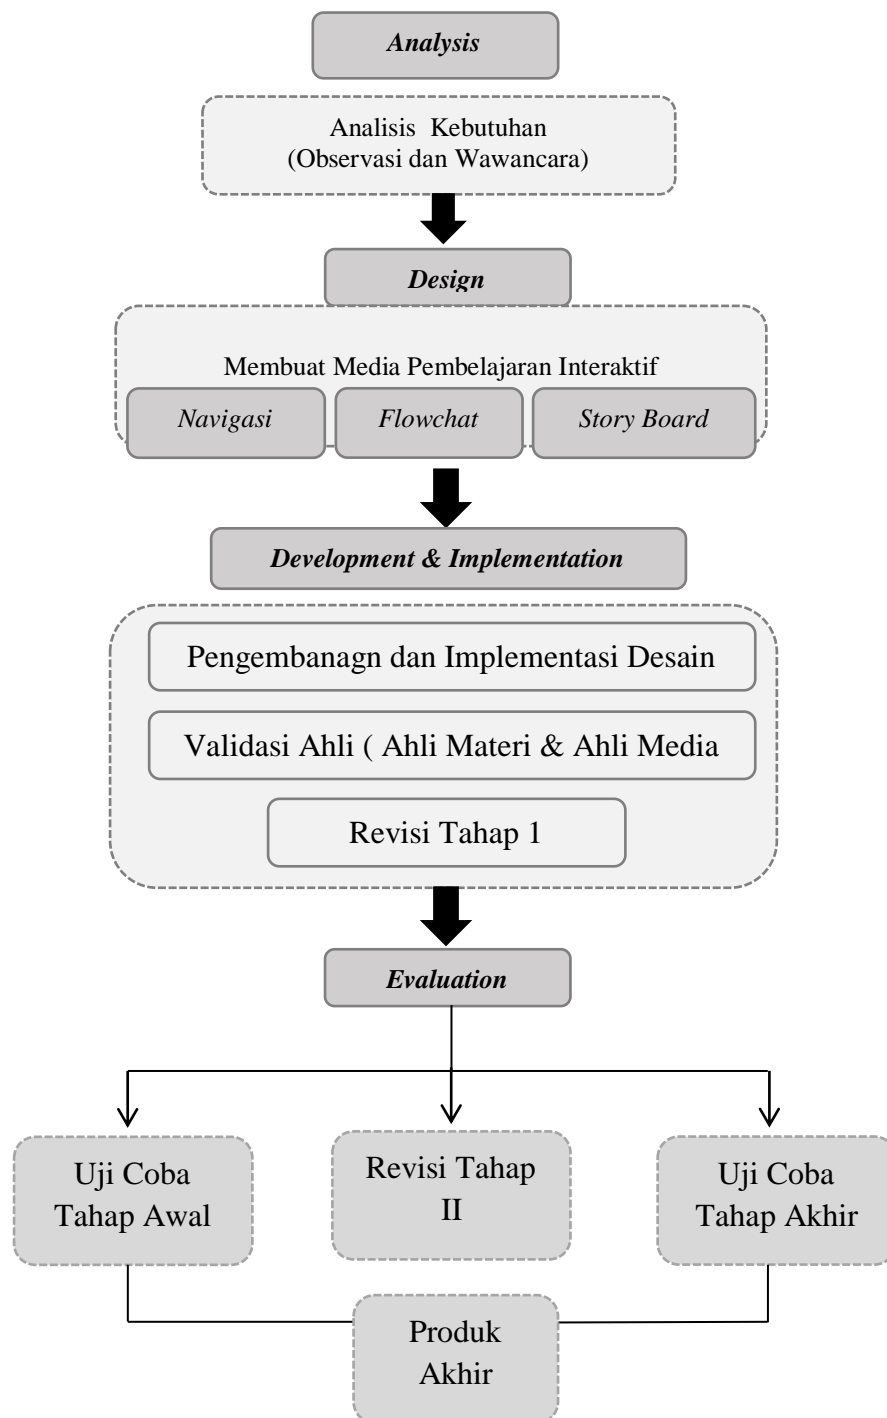 Analysis
Analisis Kebutuhan
(Observasi dan Wawancara)
Design
Membuat Media Pembelajaran Interaktif
Navigasi
Flowchat
Story Board
Development & Implementation
Pengembanagn dan Implementasi Desain
Validasi Ahli ( Ahli Materi & Ahli Media
Revisi Tahap 1
Evaluation
Uji Coba
Tahap Awal
Revisi Tahap
II
Uji Coba
Tahap Akhir
Produk
Akhir